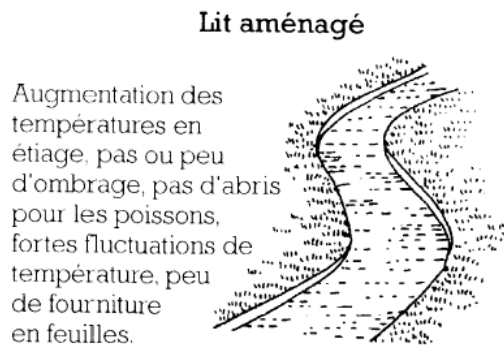 Lit aménagé
Augmentation des
températures en
étiage, pas ou peu
d'ombrage, pas d'abris
pour les poissons,
fortes fluctuations de
température, peu
de fourniture
en feuilles.